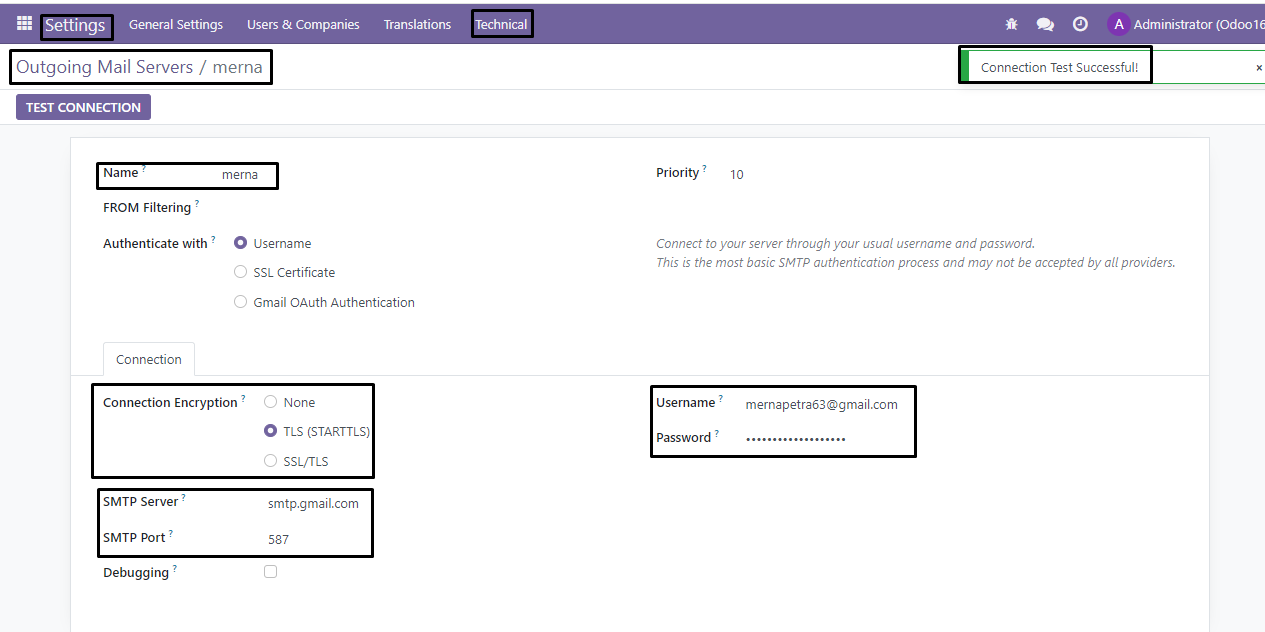 Settings General Settings Users & Companies Translations Technical A Administrator (Odoo16
Outgoing Mail Servers / merna Connection Test Successful! ×
TEST CONNECTION
Name ? merna Priority ? 10
FROM Filtering ?
Authenticate with ? Username Connect to your server through your usual username and password.
This is the most basic SMTP authentication process and may not be accepted by all providers.
SSL Certificate
Gmail OAuth Authentication
Connection
Connection Encryption ? None Username ? mernapetra63@gmail.com
TLS (STARTTLS) Password ? •••••••••••••••••••
SSL/TLS
SMTP Server ? smtp.gmail.com
SMTP Port ? 587
Debugging ?